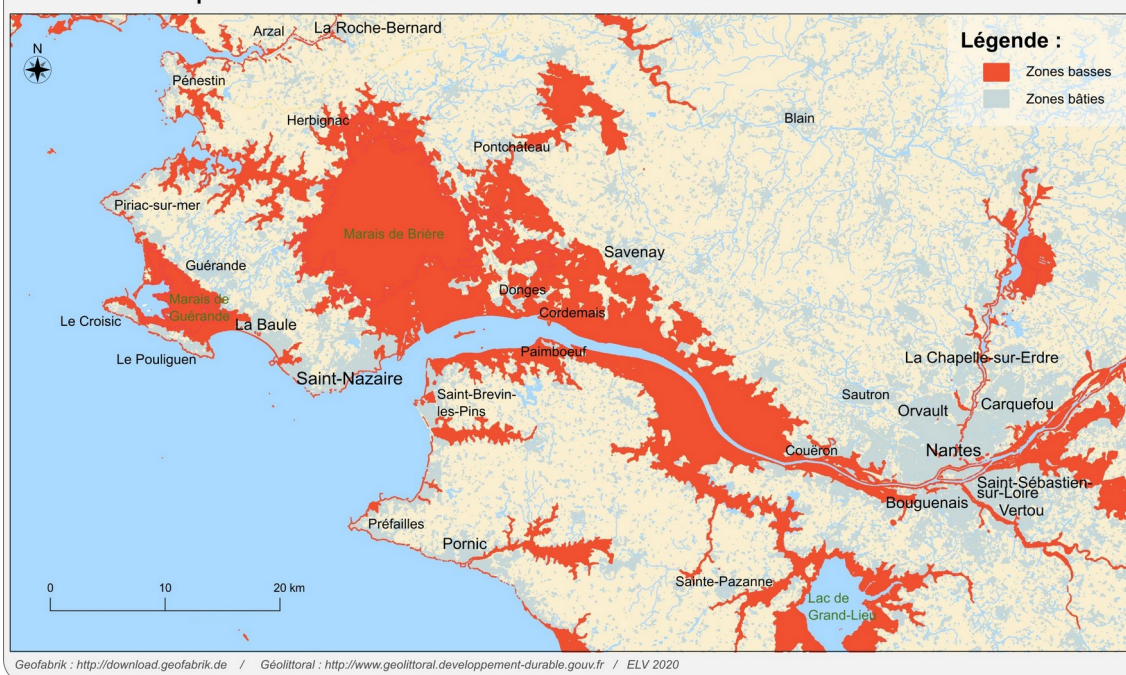 Légende :
Zones basses
Zones bâties
N
Arzal
La Roche-Bernard
Pénestin
Herbignac
Pontchâteau
Blain
Piriac-sur-mer
Marais de Brière
Guérande
Savenay
Marais de
Guérande
Donges
Cordemais
Le Croisic
La Baule
Le Pouliguen
Paimboeuf
Saint-Nazaire
La Chapelle-sur-Erdre
Saint-Brevin-
les-Pins
Sautron
Orvault
Carquefou
Couëron
Nantes
Saint-Sébastien-
sur-Loire
Bouguenais
Vertou
Préfailles
Pornic
Sainte-Pazanne
Lac de
Grand-Lieu
0 10 20 km
Geofabrik : http://download.geofabrik.de / Géolittoral : http://www.geolittoral.developpement-durable.gouv.fr / ELV 2020